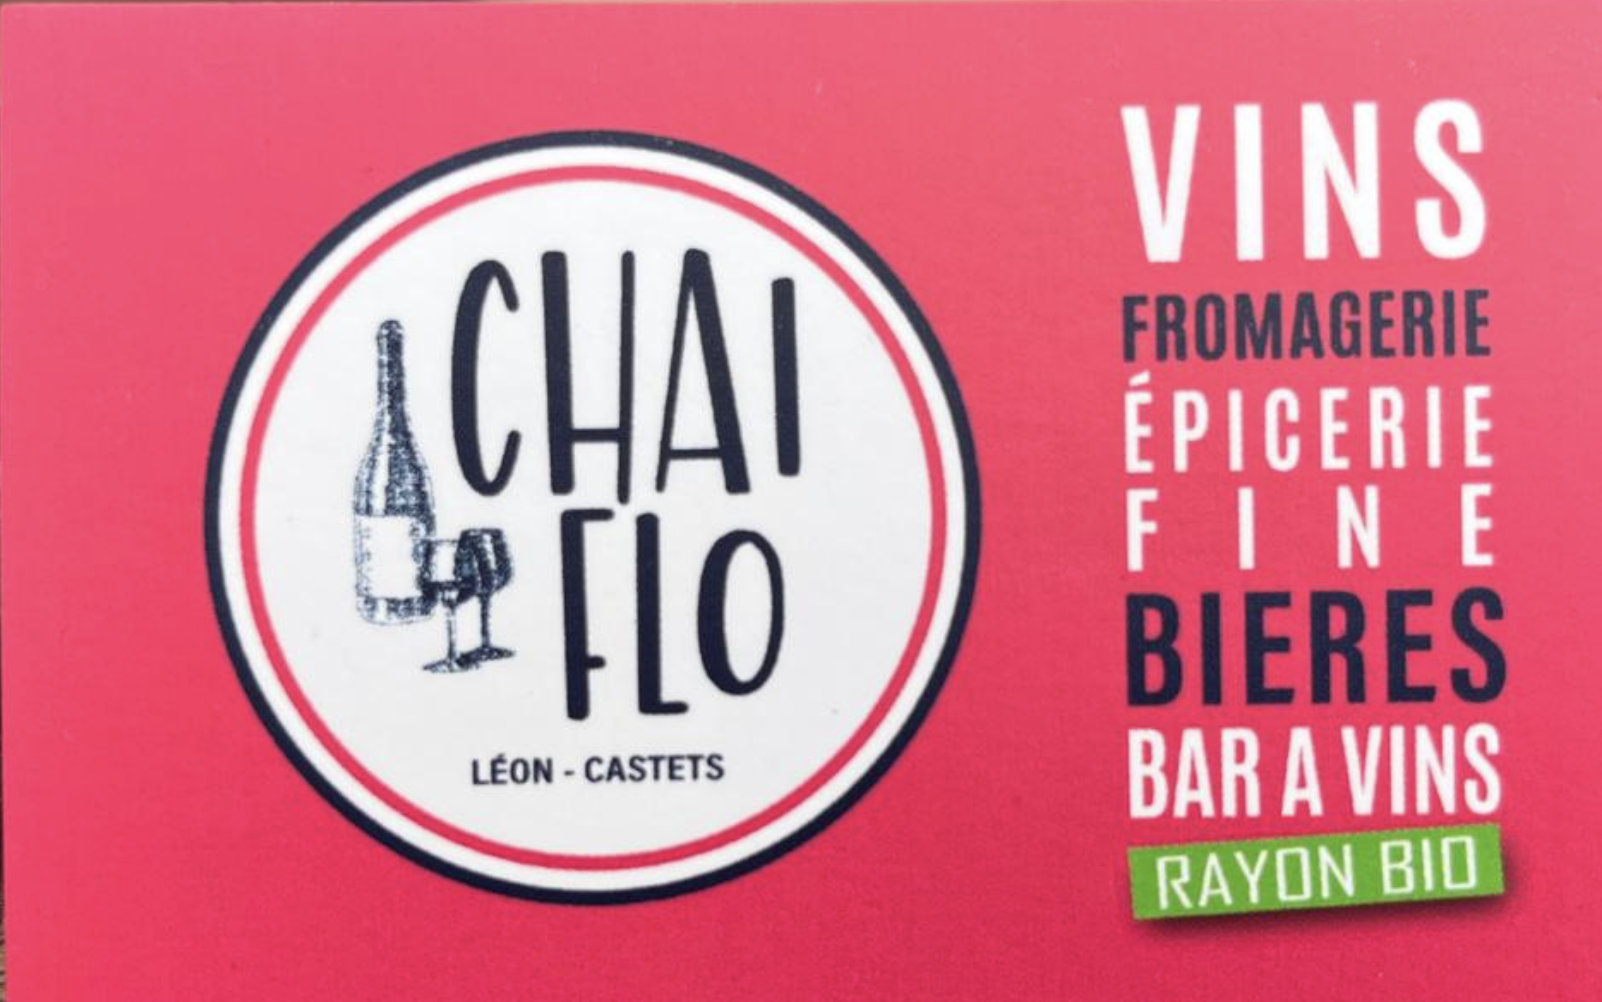 CHAI
FLO
LÉON - CASTETS
VINS
FROMAGERIE
ÉPICERIE
FINE
BIERES
BAR A VINS
RAYON BIO